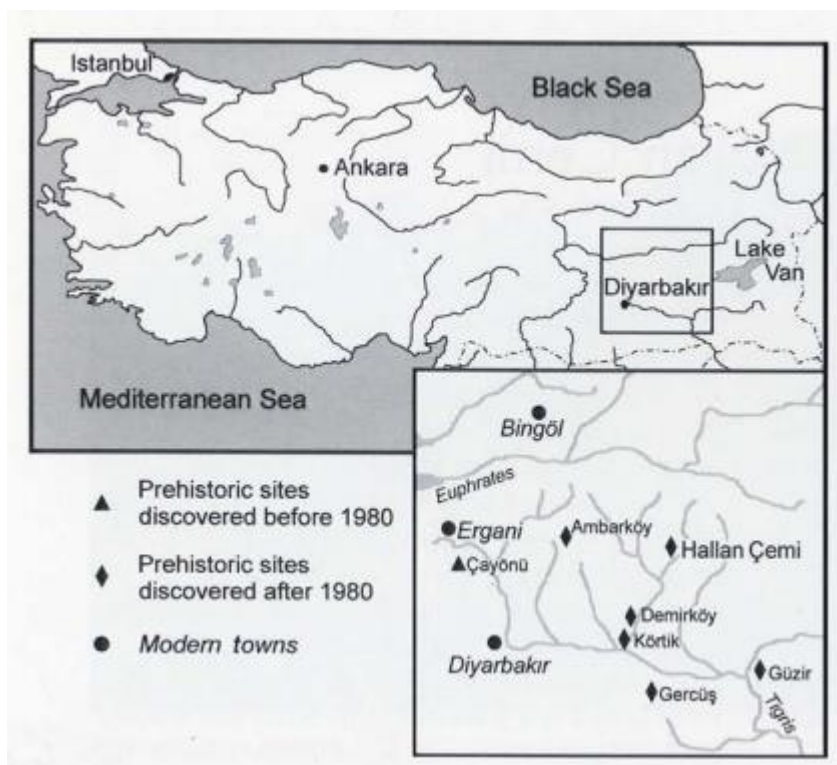 Istanbul
Black Sea
Ankara
Lake
Van
Diyarbakır
Mediterranean Sea
Prehistoric sites
discovered before 1980
Prehistoric sites
discovered after 1980
Modern towns
Bingöl
Euphrates
Ergani
Ambarköy
Hallan Çemi
Çayönü
Demirköy
Körtik
Diyarbakır
Güzir
Gercüş
Tigris